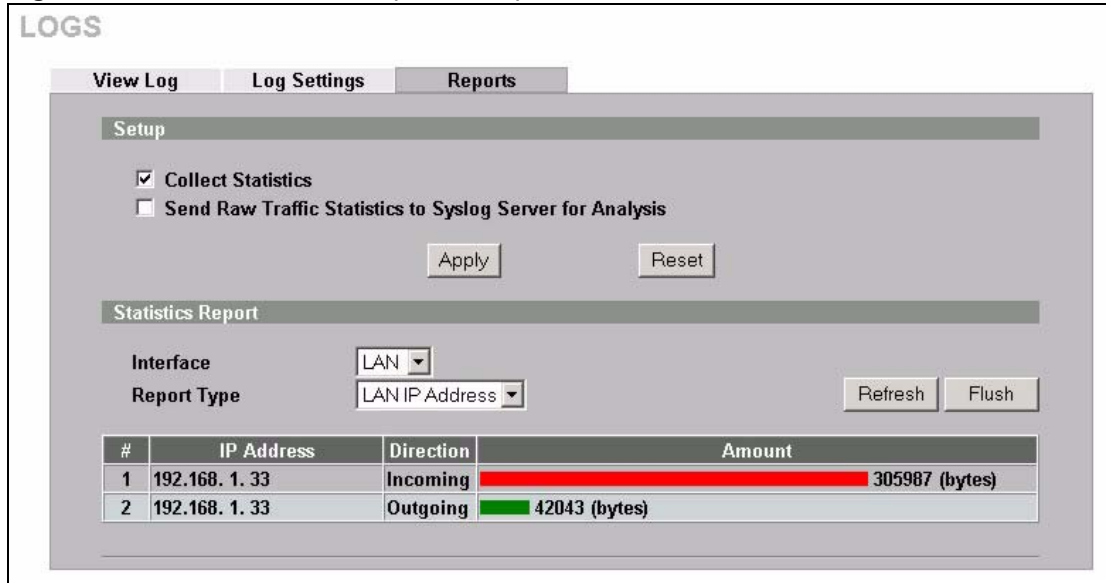 LOGS
View Log Log Settings Reports
Setup
Collect Statistics
Send Raw Traffic Statistics to Syslog Server for Analysis
Apply Reset
Statistics Report
Interface LAN
Report Type LAN IP Address Refresh Flush
# IP Address Direction Amount
1 192.168. 1. 33 Incoming 305987 (bytes)
2 192.168. 1. 33 Outgoing 42043 (bytes)